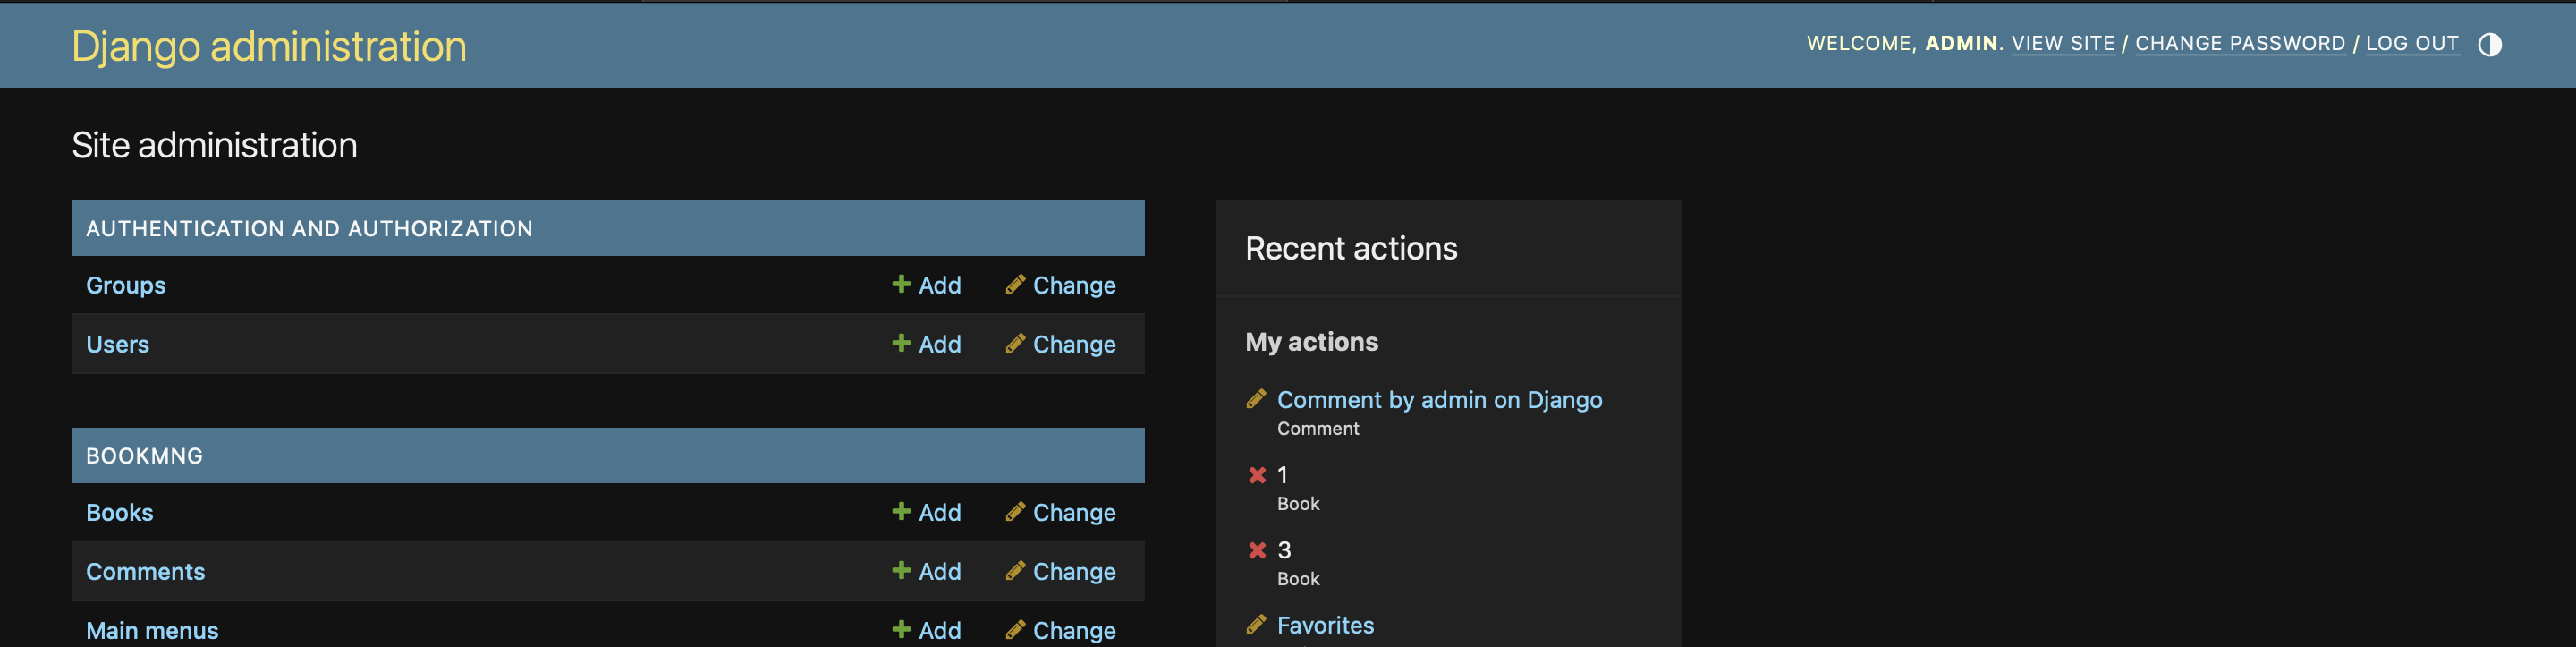 Django administration
WELCOME, ADMIN. VIEW SITE / CHANGE PASSWORD / LOG OUT
Site administration
AUTHENTICATION AND AUTHORIZATION
Groups Add Change
Users Add Change
BOOKMNG
Books Add Change
Comments Add Change
Main menus Add Change
Recent actions
My actions
Comment by admin on Django
Comment
1
Book
3
Book
Favorites